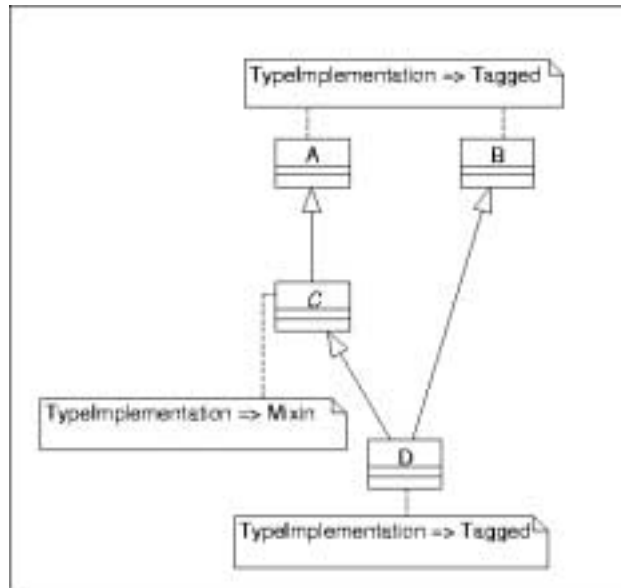 TypeImplementation => Tagged
A
B
C
TypeImplementation => Mixin
D
TypeImplementation => Tagged